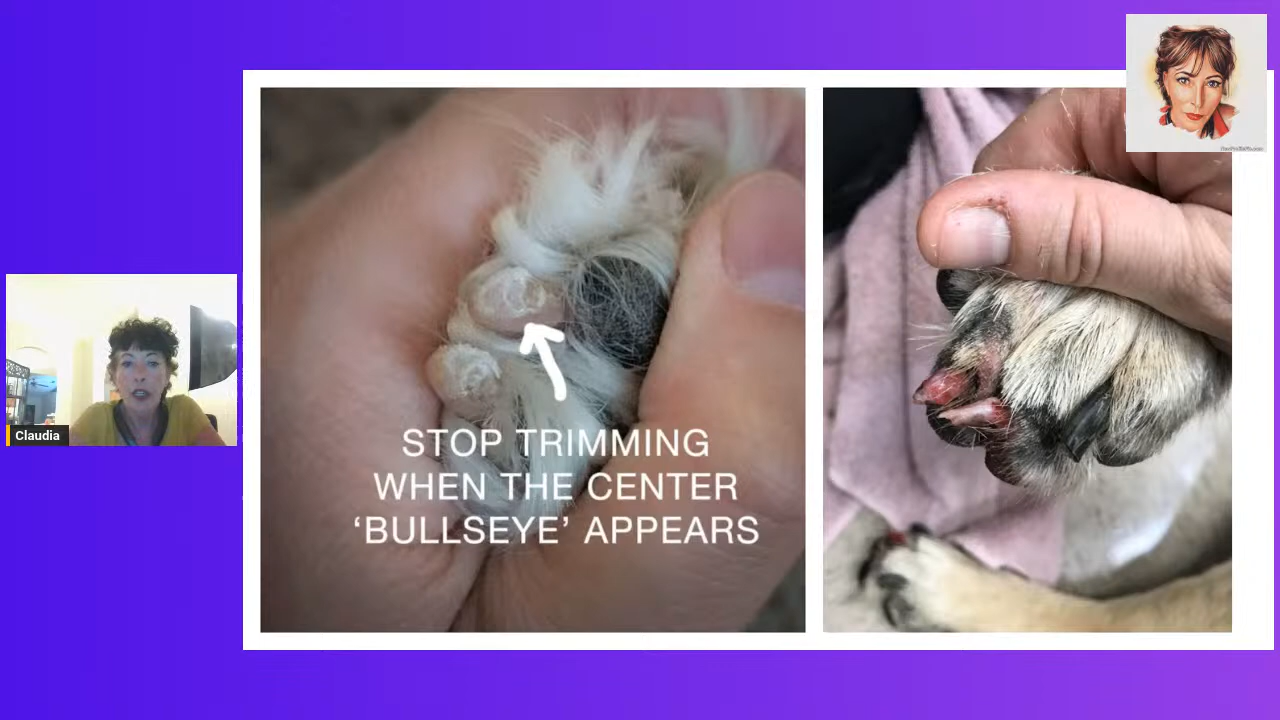 STOP TRIMMING
WHEN THE CENTER
‘BULLSEYE’ APPEARS
Claudia